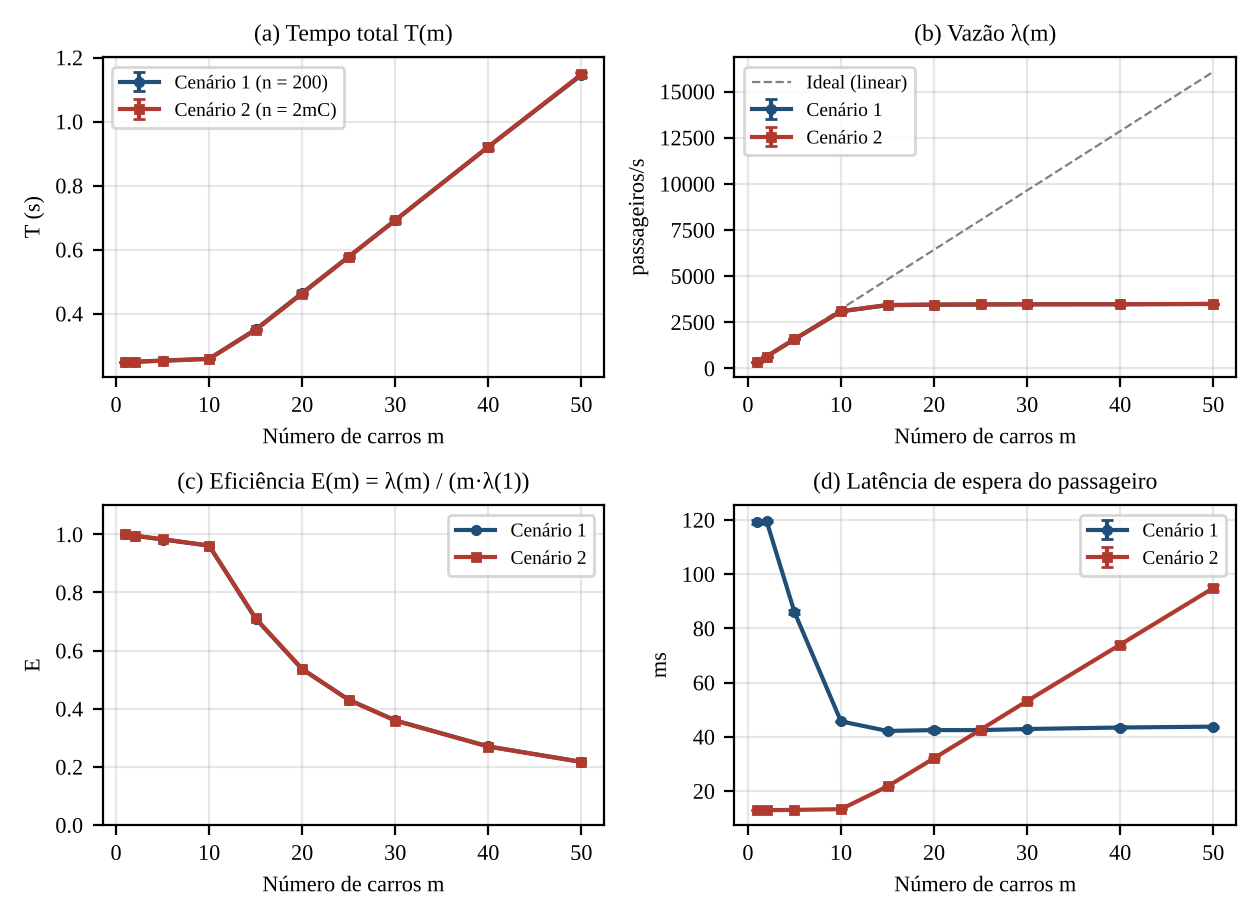 (a) Tempo total T(m)
1.2
1.0
0.8
0.6
0.4
T (s)
Cenário 1 (n = 200)
Cenário 2 (n = 2mC)
0 10 20 30 40 50
Número de carros m
(b) Vazão λ(m)
15000
12500
10000
7500
5000
2500
0
passageiros/s
Ideal (linear)
Cenário 1
Cenário 2
0 10 20 30 40 50
Número de carros m
(c) Eficiência E(m) = λ(m) / (m·λ(1))
1.0
0.8
0.6
0.4
0.2
0.0
E
Cenário 1
Cenário 2
0 10 20 30 40 50
Número de carros m
(d) Latência de espera do passageiro
120
100
80
60
40
20
ms
Cenário 1
Cenário 2
0 10 20 30 40 50
Número de carros m